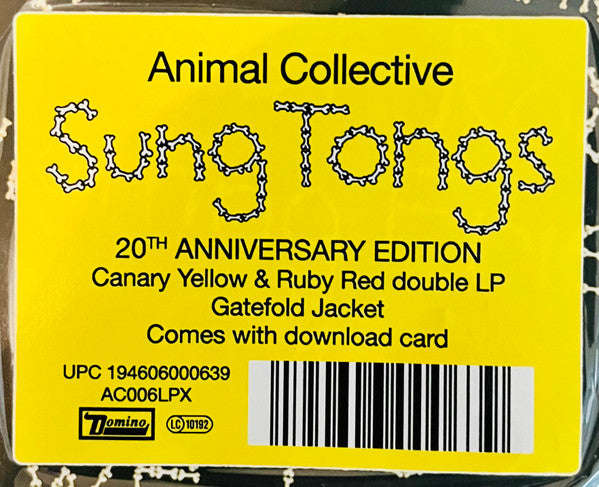 Animal Collective
Sung Tongs
20TH ANNIVERSARY EDITION
Canary Yellow & Ruby Red double LP
Gatefold Jacket
Comes with download card
UPC 194606000639
AC006LPX
Domino LC 10192